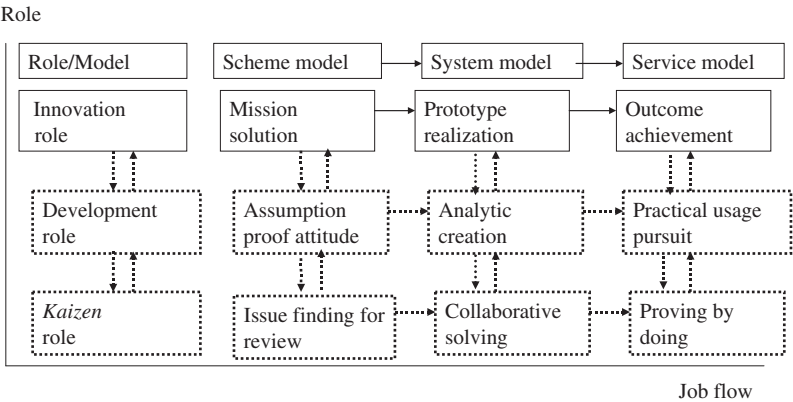 Role
Role/Model
Scheme model
System model
Service model
Innovation
role
Mission
solution
Prototype
realization
Outcome
achievement
Development
role
Assumption
proof attitude
Analytic
creation
Practical usage
pursuit
Kaizen
role
Issue finding for
review
Collaborative
solving
Proving by
doing
Job flow